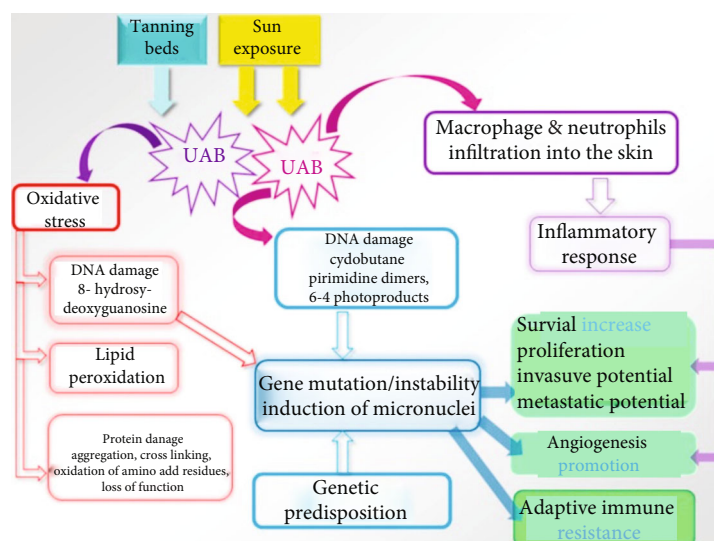 Tanning
beds
Sun
exposure
UAB
UAB
Macrophage & neutrophils
infiltration into the skin
Oxidative
stress
Inflammatory
response
DNA damage
8- hydrosy-
deoxyguanosine
DNA damage
cydobutane
pirimidine dimers,
6-4 photoproducts
Lipid
peroxidation
Gene mutation/instability
induction of micronuclei
Survial increase
proliferation
invasuve potential
metastatic potential
Protein danage
aggregation, cross linking,
oxidation of amino add residues,
loss of function
Genetic
predisposition
Angiogenesis
promotion
Adaptive immune
resistance